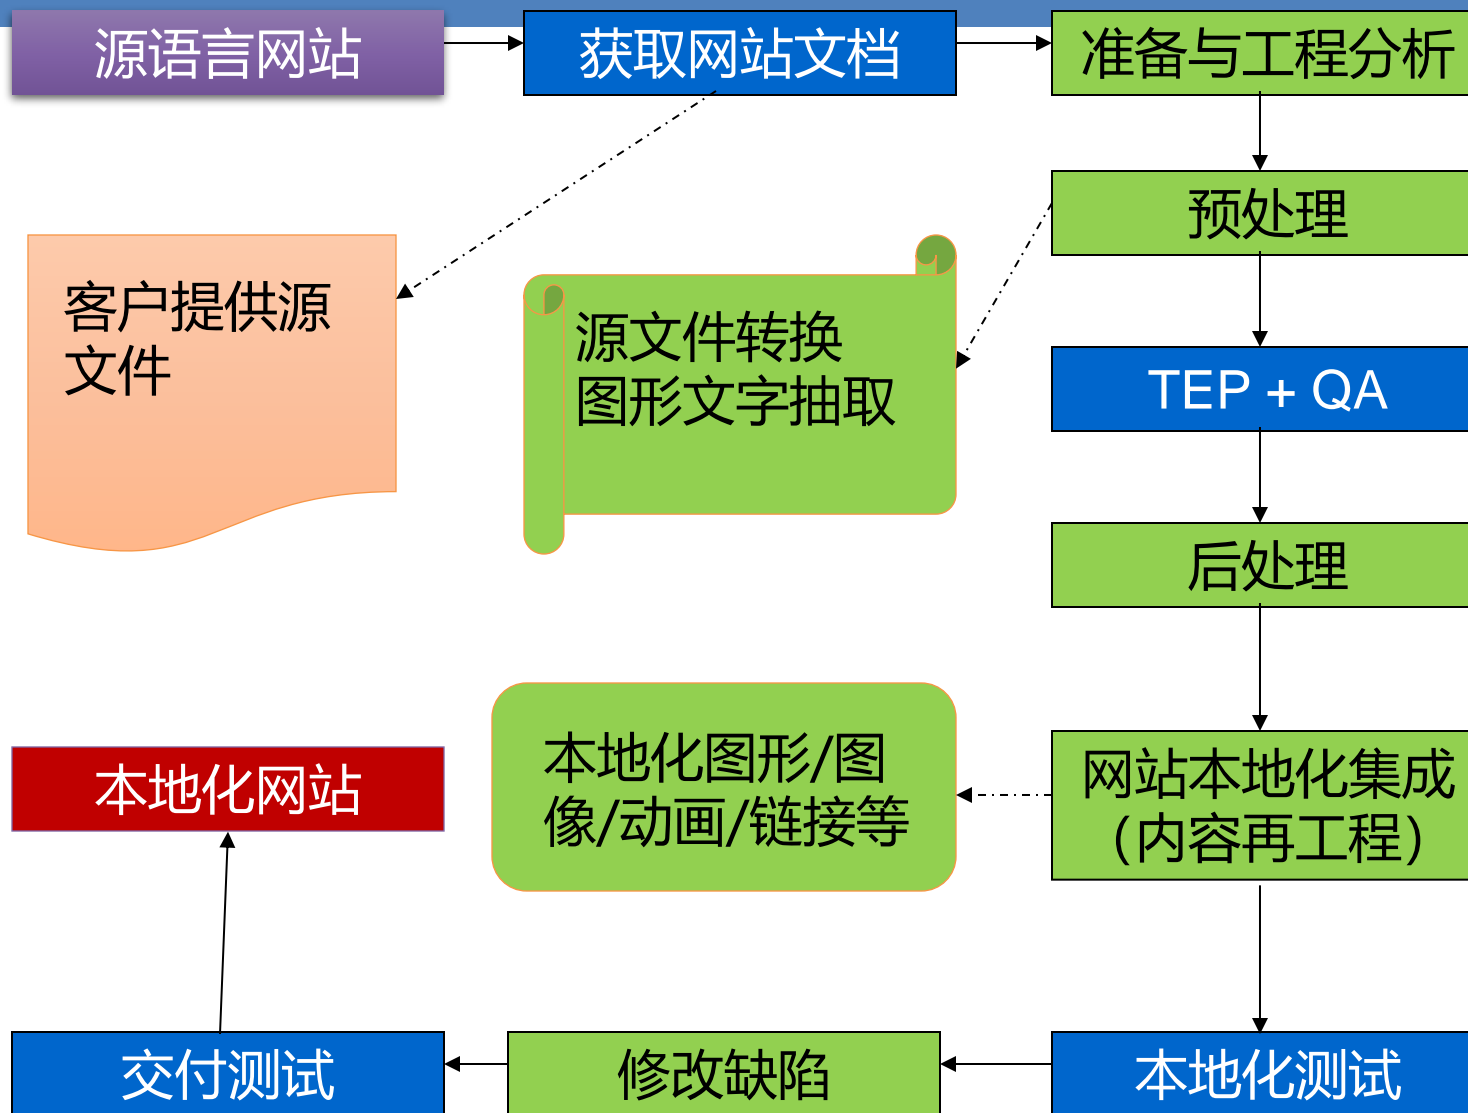 源语言网站
获取网站文档
准备与工程分析
预处理
客户提供源
文件
源文件转换
图形文字抽取
TEP + QA
后处理
本地化图形/图
像/动画/链接等
网站本地化集成
（内容再工程）
本地化网站
交付测试
修改缺陷
本地化测试